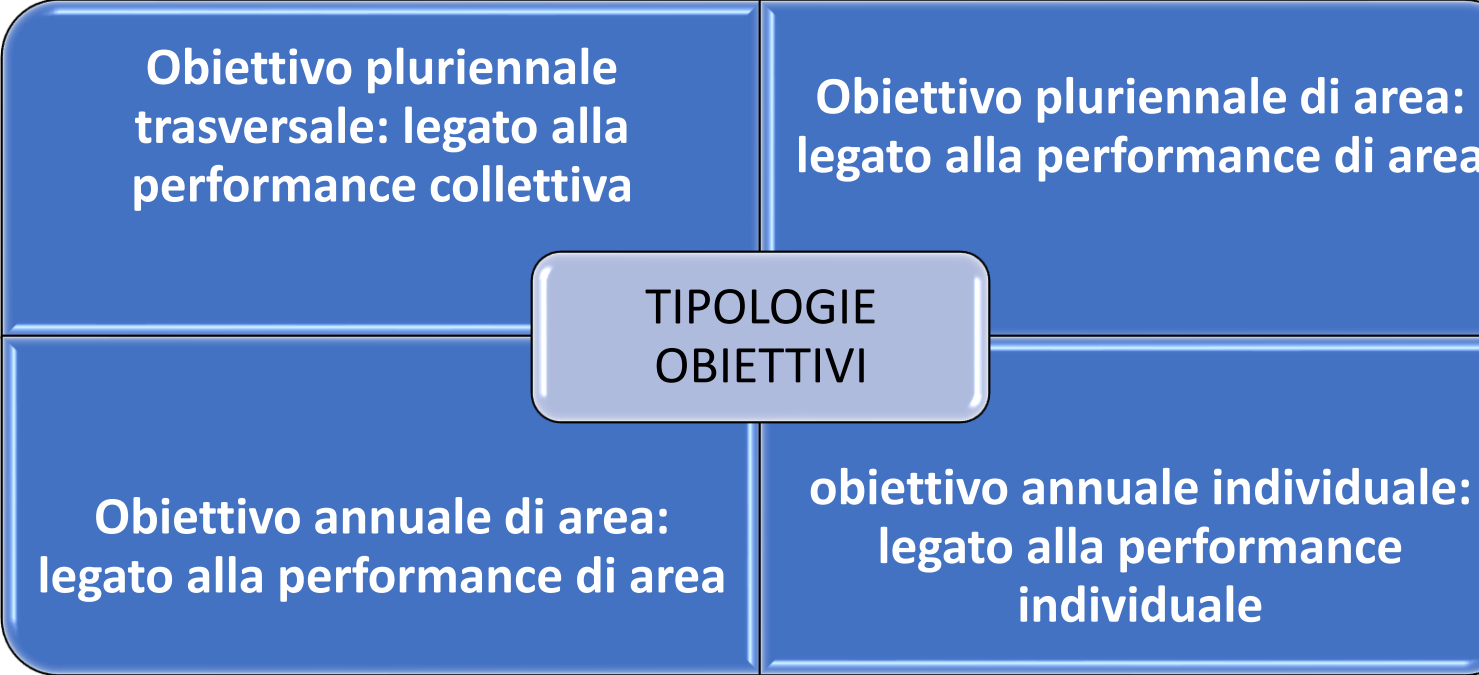 Obiettivo pluriennale
trasversale: legato alla
performance collettiva
Obiettivo pluriennale di area:
legato alla performance di area
TIPOLOGIE
OBIETTIVI
Obiettivo annuale di area:
legato alla performance di area
obiettivo annuale individuale:
legato alla performance
individuale